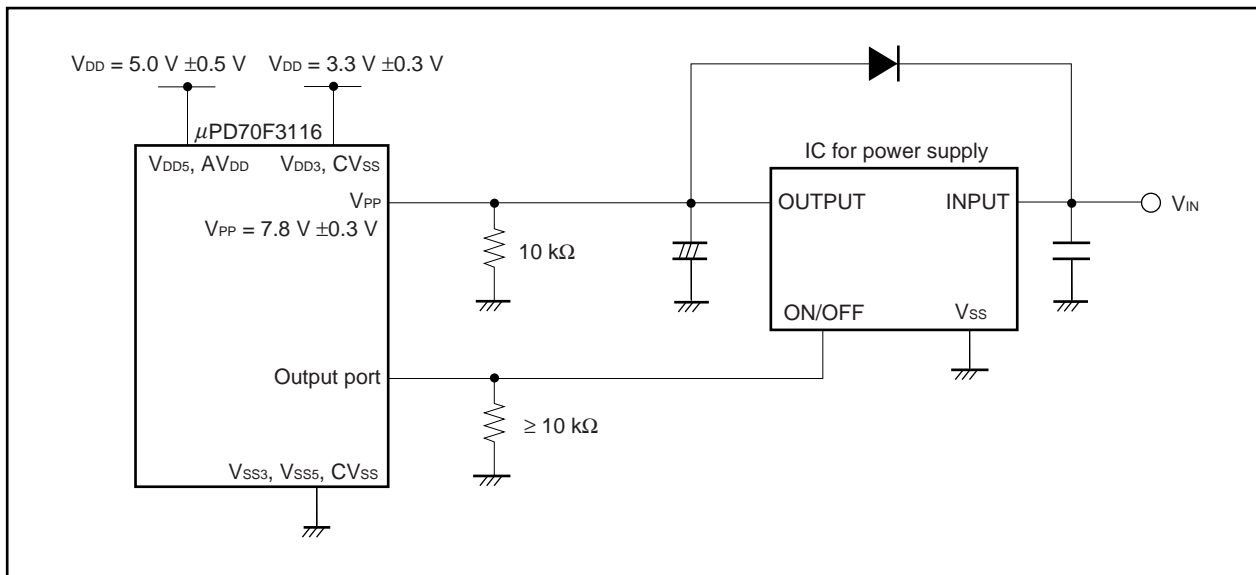 VDD = 5.0 V ±0.5 V
VDD = 3.3 V ±0.3 V
μPD70F3116
VDD5, AVDD
VDD3, CVSS
VPP
VPP = 7.8 V ±0.3 V
10 kΩ
IC for power supply
OUTPUT
INPUT
VIN
ON/OFF
VSS
Output port
≥ 10 kΩ
VSS3, VSS5, CVSS